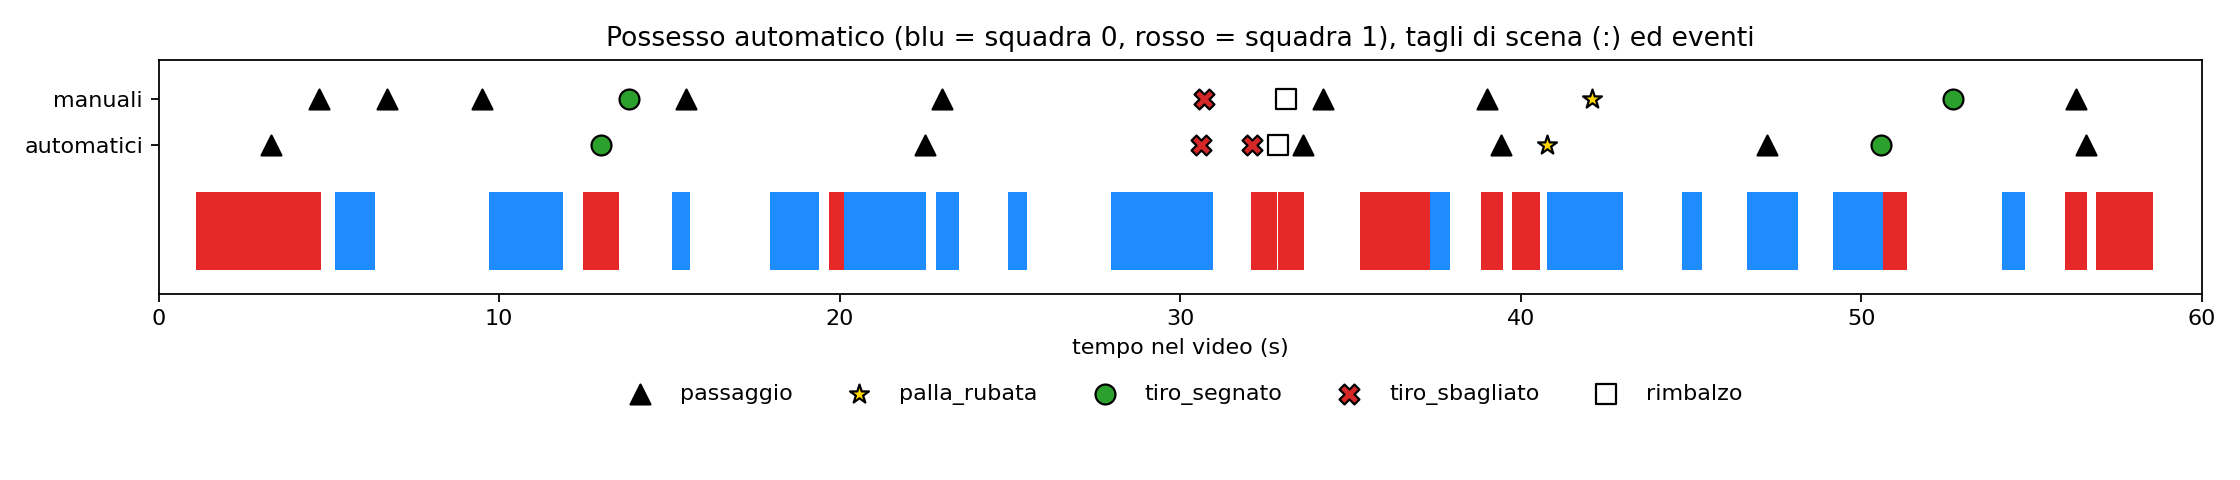 Possesso automatico (blu = squadra 0, rosso = squadra 1), tagli di scena (:) ed eventi
manuali
automatici
0 10 20 30 40 50 60
tempo nel video (s)
passaggio palla_rubata tiro_segnato tiro_sbagliato rimbalzo